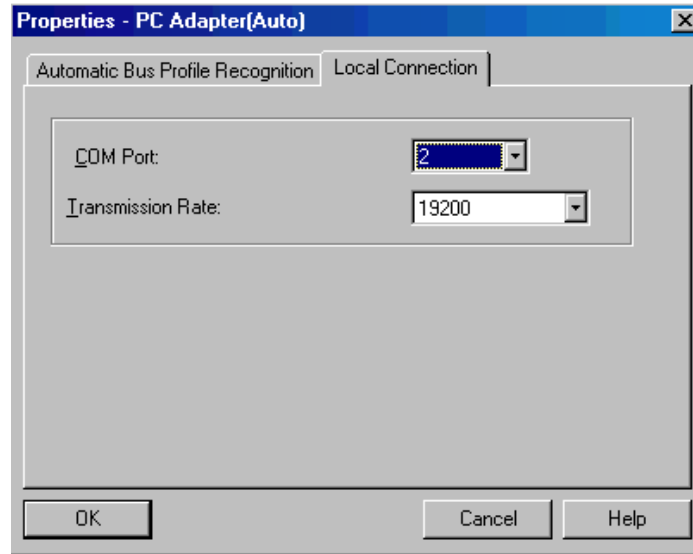 Properties - PC Adapter(Auto)
Automatic Bus Profile Recognition Local Connection
COM Port: 2
Transmission Rate: 19200
OK Cancel Help